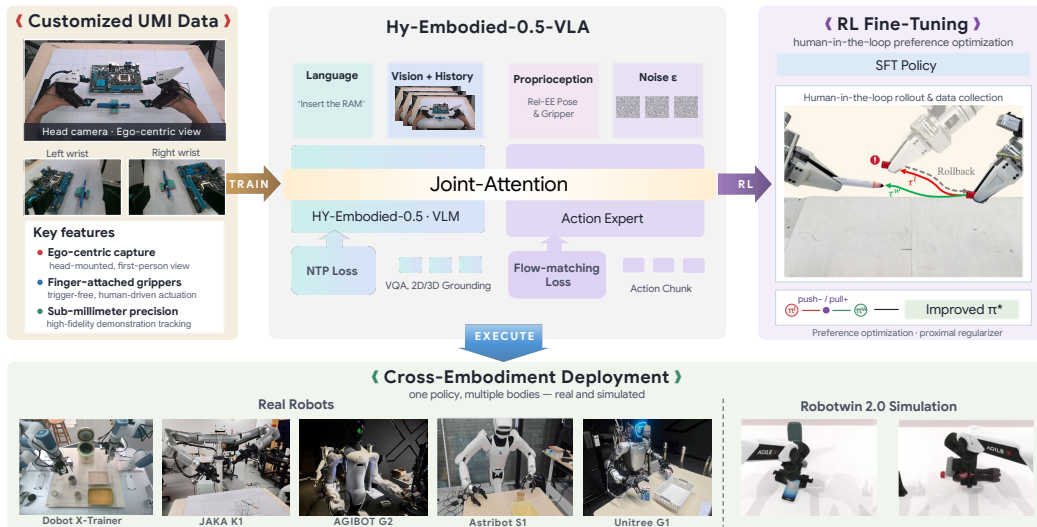 Customized UMI Data
Head camera · Ego-centric view
Left wrist
Right wrist
Key features
Ego-centric capture
head-mounted, first-person view
Finger-attached grippers
trigger-free, human-driven actuation
Sub-millimeter precision
high-fidelity demonstration tracking
TRAIN
Hy-Embodied-0.5-VLA
Language
"Insert the RAM"
Vision + History
Proprioception
Rel-EE Pose
& Gripper
Noise ε
Joint-Attention
HY-Embodied-0.5 · VLM
Action Expert
NTP Loss
VQA, 2D/3D Grounding
Flow-matching
Loss
Action Chunk
EXECUTE
RL
RL Fine-Tuning
human-in-the-loop preference optimization
SFT Policy
Human-in-the-loop rollout & data collection
Rollback
τˡ
τʷ
push− / pull+
Improved π*
Preference optimization · proximal regularizer
Cross-Embodiment Deployment
one policy, multiple bodies — real and simulated
Real Robots
Robotwin 2.0 Simulation
AGILE X
AGILE X
Dobot X-Trainer
JAKA K1
AGIBOT G2
Astribot S1
Unitree G1